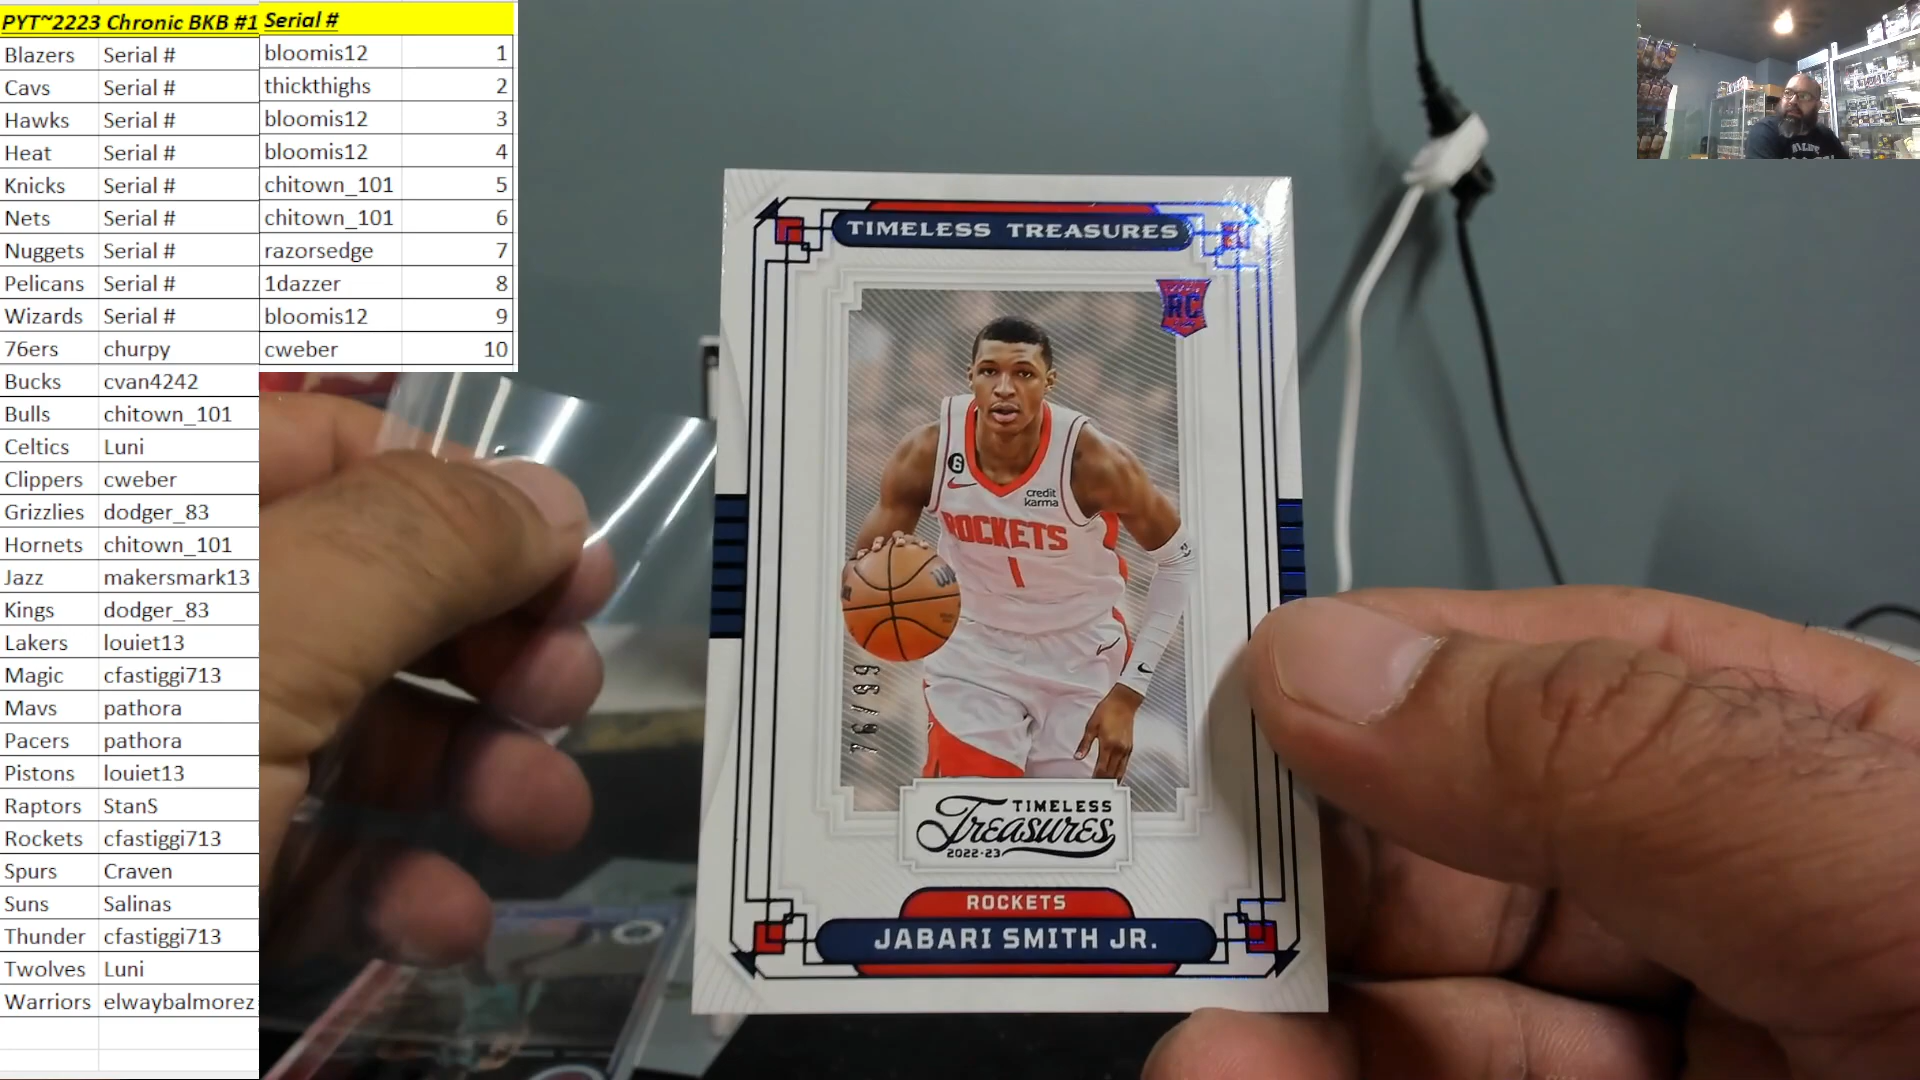 PYT~2223 Chronic BKB #1
Blazers Serial #
Cavs Serial #
Hawks Serial #
Heat Serial #
Knicks Serial #
Nets Serial #
Nuggets Serial #
Pelicans Serial #
Wizards Serial #
76ers churpy
Bucks cvan4242
Bulls chitown_101
Celtics Luni
Clippers cweber
Grizzlies dodger_83
Hornets chitown_101
Jazz makersmark13
Kings dodger_83
Lakers louiet13
Magic cfastiggi713
Mavs pathora
Pacers pathora
Pistons louiet13
Raptors StanS
Rockets cfastiggi713
Spurs Craven
Suns Salinas
Thunder cfastiggi713
Twolves Luni
Warriors elwaybalmorez
Serial #
bloomis12 1
thickthighs 2
bloomis12 3
bloomis12 4
chitown_101 5
chitown_101 6
razorsedge 7
1dazzer 8
bloomis12 9
cweber 10
TIMELESS TREASURES
RC
6
credit
karma
ROCKETS
1
76/99
TIMELESS
Treasures
2022-23
ROCKETS
JABARI SMITH JR.